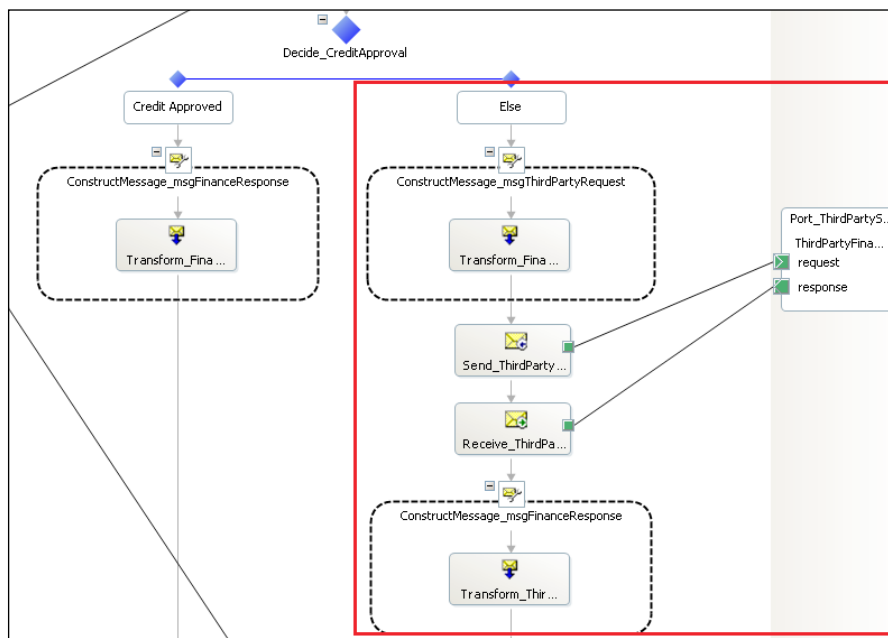 Decide_CreditApproval
Credit Approved
Else
ConstructMessage_msgFinanceResponse
ConstructMessage_msgThirdPartyRequest
Transform_Fina ...
Transform_Fina ...
Port_ThirdPartyS...
ThirdPartyFina...
request
response
Send_ThirdParty ...
Receive_ThirdPa...
ConstructMessage_msgFinanceResponse
Transform_Thir ...